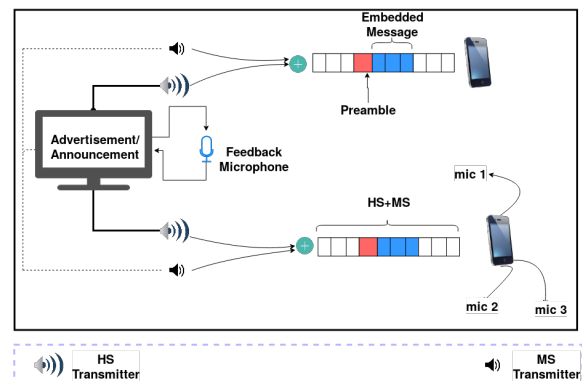 Embedded
Message
Preamble
Advertisement/
Announcement
Feedback
Microphone
mic 1
HS+MS
mic 2
mic 3
HS
Transmitter
MS
Transmitter